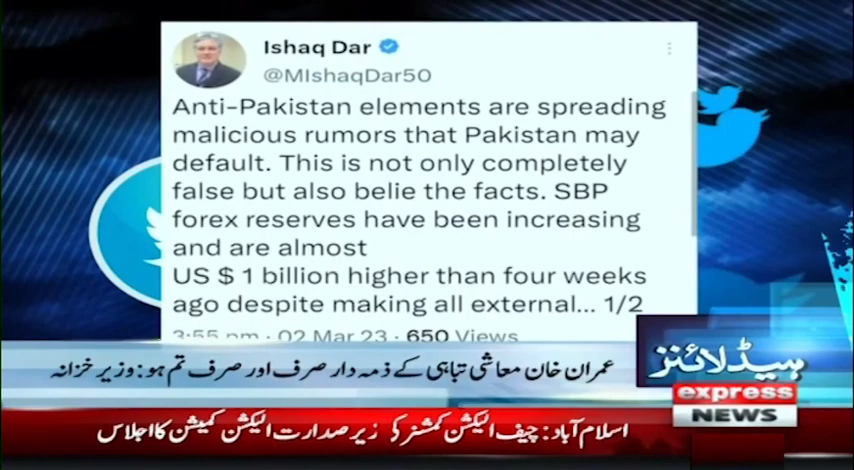 Ishaq Dar
@MIshaqDar50
Anti-Pakistan elements are spreading
malicious rumors that Pakistan may
default. This is not only completely
false but also belie the facts. SBP
forex reserves have been increasing
and are almost
US $ 1 billion higher than four weeks
ago despite making all external... 1/2
3:55 pm · 02 Mar 23 · 650 Views
عمران خان معاشی تباہی کے ذمہ دار صرف اور صرف تم ہو: وزیر خزانہ
ہیڈلائنز
express
NEWS
اسلام آباد: چیف الیکشن کمشنر کی زیر صدارت الیکشن کمیشن کا اجلاس